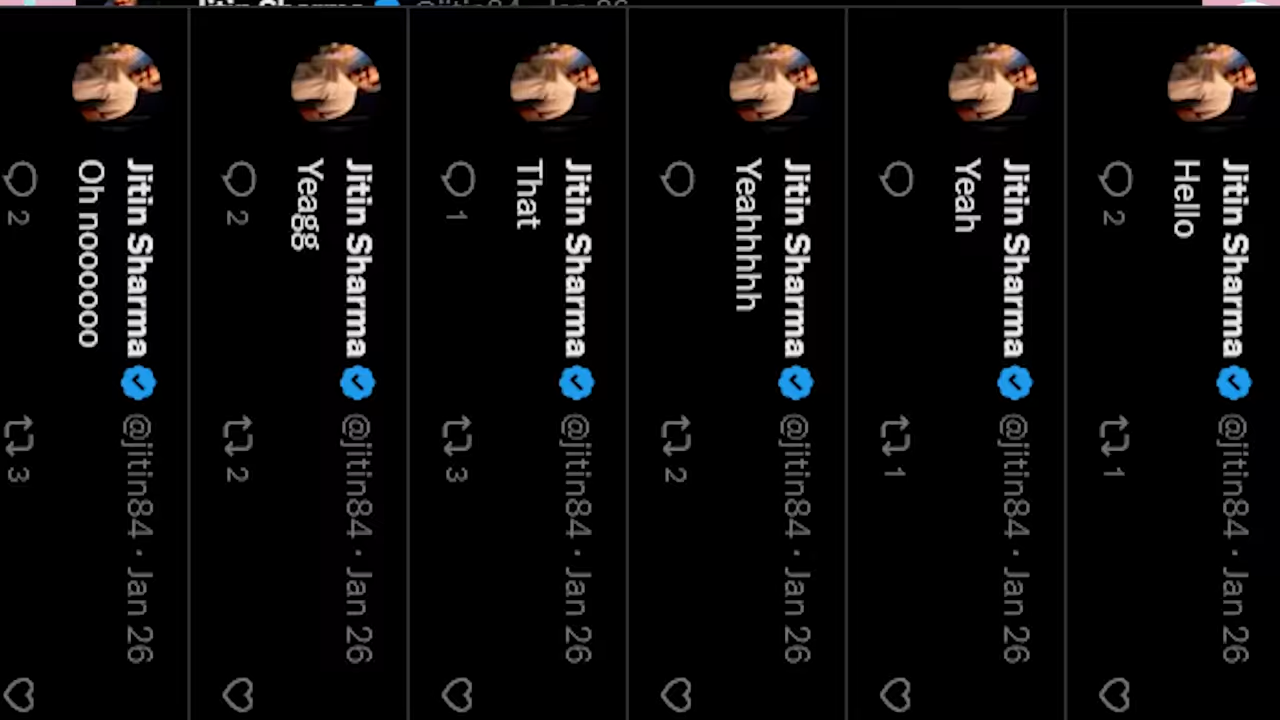 Jitin Sharma @jitin84 · Jan 26
Hello
2 1
Jitin Sharma @jitin84 · Jan 26
Yeah
1
Jitin Sharma @jitin84 · Jan 26
Yeahhhhh
2
Jitin Sharma @jitin84 · Jan 26
That
1 3
Jitin Sharma @jitin84 · Jan 26
Yeagg
2 2
Jitin Sharma @jitin84 · Jan 26
Oh nooooooo
2 3